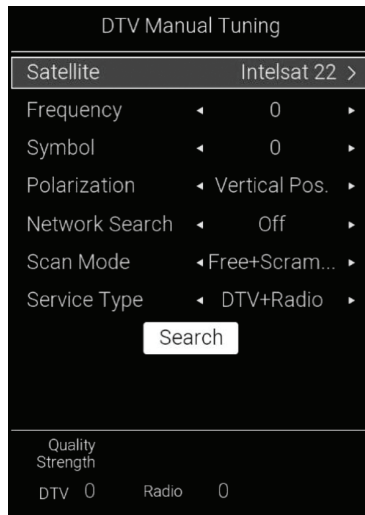 DTV Manual Tuning
Satellite Intelsat 22 >
Frequency ◂ 0 ▸
Symbol ◂ 0 ▸
Polarization ◂ Vertical Pos. ▸
Network Search ◂ Off ▸
Scan Mode ◂ Free+Scram... ▸
Service Type ◂ DTV+Radio ▸
Search
Quality
Strength
DTV 0 Radio 0